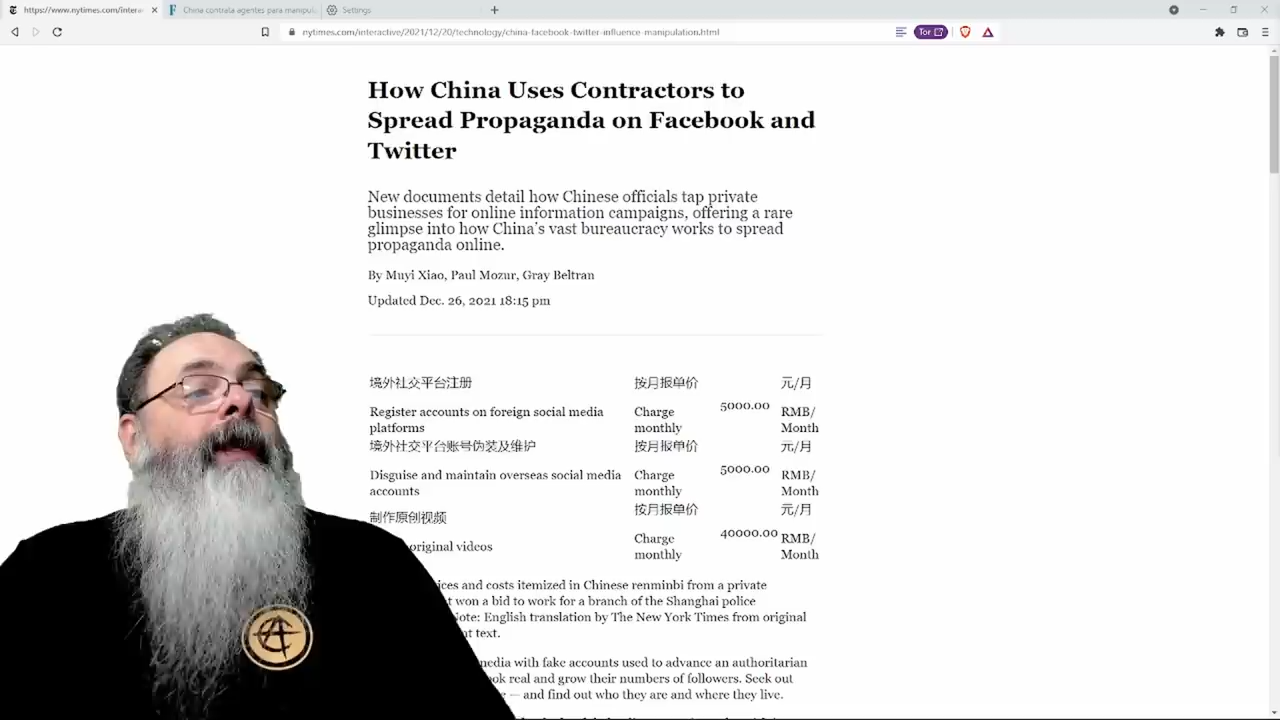 https://www.nytimes.com/intera
China contrata agentes para manipul
Settings
nytimes.com/interactive/2021/12/20/technology/china-facebook-twitter-influence-manipulation.html
Tor
How China Uses Contractors to
Spread Propaganda on Facebook and
Twitter
New documents detail how Chinese officials tap private
businesses for online information campaigns, offering a rare
glimpse into how China's vast bureaucracy works to spread
propaganda online.
By Muyi Xiao, Paul Mozur, Gray Beltran
Updated Dec. 26, 2021 18:15 pm
境外社交平台注册 按月报单价 元/月
Register accounts on foreign social media platforms Charge monthly 5000.00 RMB/ Month
境外社交平台账号伪装及维护 按月报单价 元/月
Disguise and maintain overseas social media accounts Charge monthly 5000.00 RMB/ Month
制作原创视频 按月报单价 元/月
original videos Charge monthly 40000.00 RMB/ Month
and costs itemized in Chinese renminbi from a private
won a bid to work for a branch of the Shanghai police
Note: English translation by The New York Times from original
text.
media with fake accounts used to advance an authoritarian
real and grow their numbers of followers. Seek out
— and find out who they are and where they live.